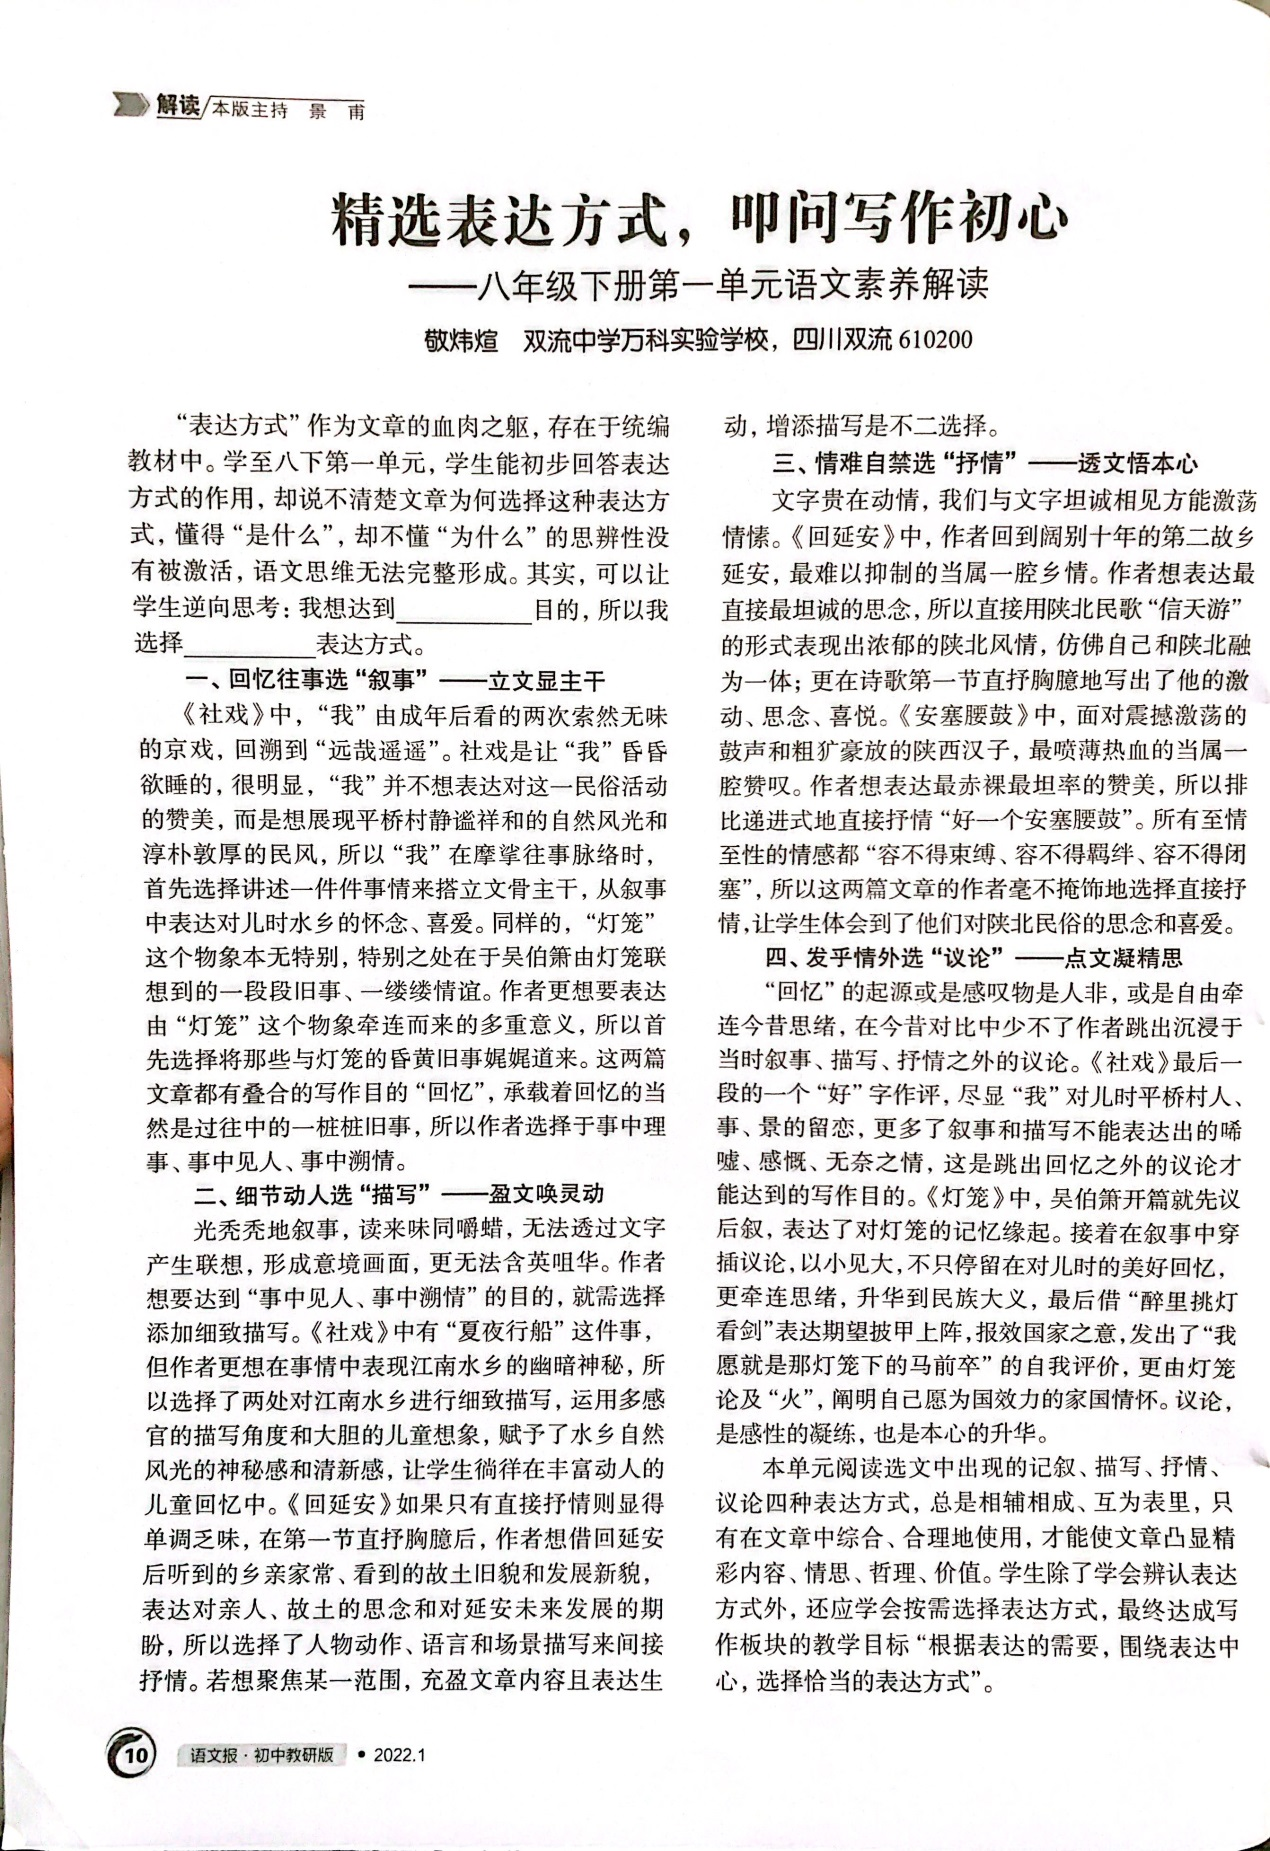 解读/本版主持 景 甫
精选表达方式，叩问写作初心
——八年级下册第一单元语文素养解读
敬炜煊 双流中学万科实验学校，四川双流 610200
“表达方式”作为文章的血肉之躯，存在于统编
教材中。学至八下第一单元，学生能初步回答表达
方式的作用，却说不清楚文章为何选择这种表达方
式，懂得“是什么”，却不懂“为什么”的思辨性没
有被激活，语文思维无法完整形成。其实，可以让
学生逆向思考：我想达到__________目的，所以我
选择__________表达方式。
一、回忆往事选“叙事”——立文显主干
《社戏》中，“我”由成年后看的两次索然无味
的京戏，回溯到“远哉遥遥”。社戏是让“我”昏昏
欲睡的，很明显，“我”并不想表达对这一民俗活动
的赞美，而是想展现平桥村静谧祥和的自然风光和
淳朴敦厚的民风，所以“我”在摩挲往事脉络时，
首先选择讲述一件件事情来搭立文骨主干，从叙事
中表达对儿时水乡的怀念、喜爱。同样的，“灯笼”
这个物象本无特别，特别之处在于吴伯箫由灯笼联
想到的一段段旧事、一缕缕情谊。作者更想要表达
由“灯笼”这个物象牵连而来的多重意义，所以首
先选择将那些与灯笼的昏黄旧事娓娓道来。这两篇
文章都有叠合的写作目的“回忆”，承载着回忆的当
然是过往中的一桩桩旧事，所以作者选择于事中理
事、事中见人、事中溯情。
二、细节动人选“描写”——盈文唤灵动
光秃秃地叙事，读来味同嚼蜡，无法透过文字
产生联想，形成意境画面，更无法含英咀华。作者
想要达到“事中见人、事中溯情”的目的，就需选择
添加细致描写。《社戏》中有“夏夜行船”这件事，
但作者更想在事情中表现江南水乡的幽暗神秘，所
以选择了两处对江南水乡进行细致描写，运用多感
官的描写角度和大胆的儿童想象，赋予了水乡自然
风光的神秘感和清新感，让学生徜徉在丰富动人的
儿童回忆中。《回延安》如果只有直接抒情则显得
单调乏味，在第一节直抒胸臆后，作者想借回延安
后听到的乡亲家常、看到的故土旧貌和发展新貌，
表达对亲人、故土的思念和对延安未来发展的期
盼，所以选择了人物动作、语言和场景描写来间接
抒情。若想聚焦某一范围，充盈文章内容且表达生
动，增添描写是不二选择。
三、情难自禁选“抒情”——透文悟本心
文字贵在动情，我们与文字坦诚相见方能激荡
情愫。《回延安》中，作者回到阔别十年的第二故乡
延安，最难以抑制的当属一腔乡情。作者想表达最
直接最坦诚的思念，所以直接用陕北民歌“信天游”
的形式表现出浓郁的陕北风情，仿佛自己和陕北融
为一体；更在诗歌第一节直抒胸臆地写出了他的激
动、思念、喜悦。《安塞腰鼓》中，面对震撼激荡的
鼓声和粗犷豪放的陕西汉子，最喷薄热血的当属一
腔赞叹。作者想表达最赤裸最坦率的赞美，所以排
比递进式地直接抒情“好一个安塞腰鼓”。所有至情
至性的情感都“容不得束缚、容不得羁绊、容不得闭
塞”，所以这两篇文章的作者毫不掩饰地选择直接抒
情，让学生体会到了他们对陕北民俗的思念和喜爱。
四、发乎情外选“议论”——点文凝精思
“回忆”的起源或是感叹物是人非，或是自由牵
连今昔思绪，在今昔对比中少不了作者跳出沉浸于
当时叙事、描写、抒情之外的议论。《社戏》最后一
段的一个“好”字作评，尽显“我”对儿时平桥村人、
事、景的留恋，更多了叙事和描写不能表达出的唏
嘘、感慨、无奈之情，这是跳出回忆之外的议论才
能达到的写作目的。《灯笼》中，吴伯箫开篇就先议
后叙，表达了对灯笼的记忆缘起。接着在叙事中穿
插议论，以小见大，不只停留在对儿时的美好回忆，
更牵连思绪，升华到民族大义，最后借“醉里挑灯
看剑”表达期望披甲上阵，报效国家之意，发出了“我
愿就是那灯笼下的马前卒”的自我评价，更由灯笼
论及“火”，阐明自己愿为国效力的家国情怀。议论，
是感性的凝练，也是本心的升华。
本单元阅读选文中出现的记叙、描写、抒情、
议论四种表达方式，总是相辅相成、互为表里，只
有在文章中综合、合理地使用，才能使文章凸显精
彩内容、情思、哲理、价值。学生除了学会辨认表达
方式外，还应学会按需选择表达方式，最终达成写
作板块的教学目标“根据表达的需要，围绕表达中
心，选择恰当的表达方式”。
10 语文报·初中教研版 • 2022.1